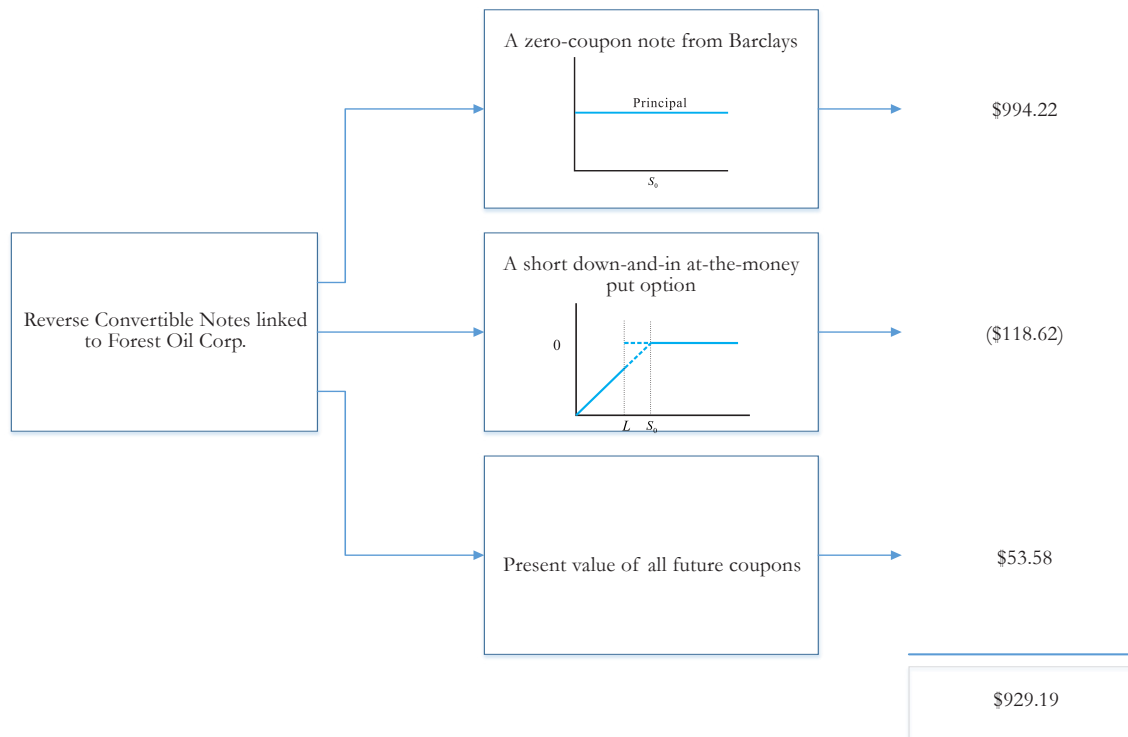 A zero-coupon note from Barclays
Principal
S₀
$994.22
Reverse Convertible Notes linked
to Forest Oil Corp.
A short down-and-in at-the-money
put option
0
L S₀
($118.62)
Present value of all future coupons
$53.58
$929.19